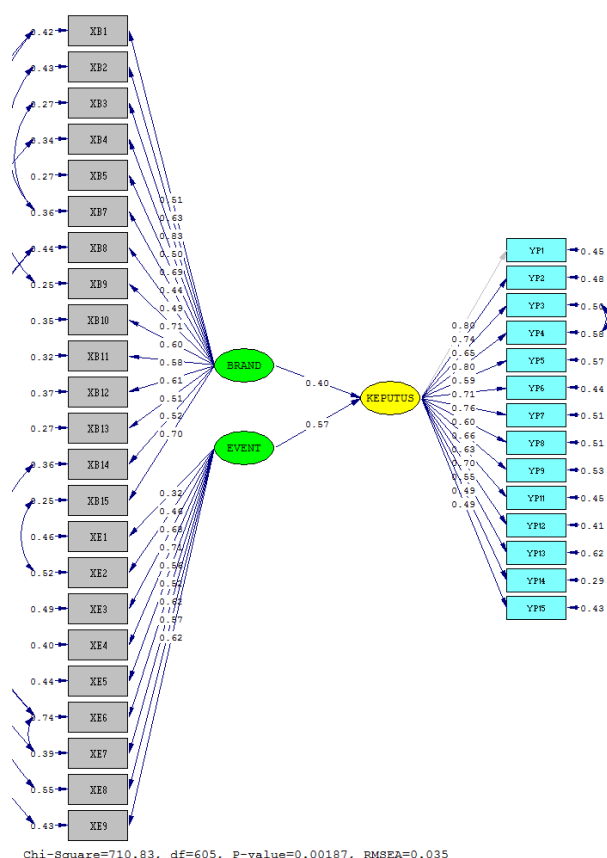 0.42 XB1
0.43 XB2
0.27 XB3
0.34 XB4
0.27 XB5
0.36 XB7
0.44 XB8
0.25 XB9
0.35 XB10
0.32 XB11
0.37 XB12
0.27 XB13
0.36 XB14
0.25 XB15
0.46 XE1
0.52 XE2
0.49 XE3
0.40 XE4
0.44 XE5
0.74 XE6
0.39 XE7
0.55 XE8
0.43 XE9
0.51
0.63
0.83
0.50
0.69
0.44
0.49
0.71
0.60
0.58
0.61
0.51
0.52
0.70
BRAND
EVENT
0.32
0.46
0.71
0.56
0.52
0.62
0.57
0.62
0.40
0.57
KEPUTUS
0.80
0.74
0.65
0.80
0.59
0.71
0.76
0.60
0.66
0.63
0.70
0.55
0.49
0.49
YP1 0.45
YP2 0.48
YP3 0.50
YP4 0.58
YP5 0.57
YP6 0.44
YP7 0.51
YP8 0.51
YP9 0.53
YP11 0.45
YP12 0.41
YP13 0.62
YP14 0.29
YP15 0.43
Chi-Square=710.83, df=605, P-value=0.00187, RMSEA=0.035